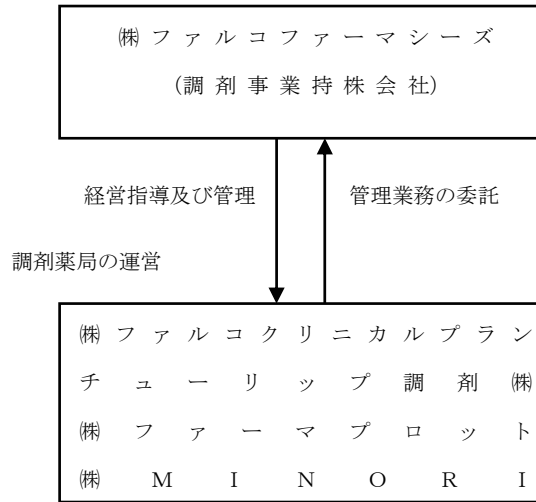 ㈱ファルコファーマシーズ
(調剤事業持株会社)
経営指導及び管理
管理業務の委託
調剤薬局の運営
㈱ファルコクリニカルプラン
チューリップ調剤㈱
㈱ファーマプロット
㈱MINORI